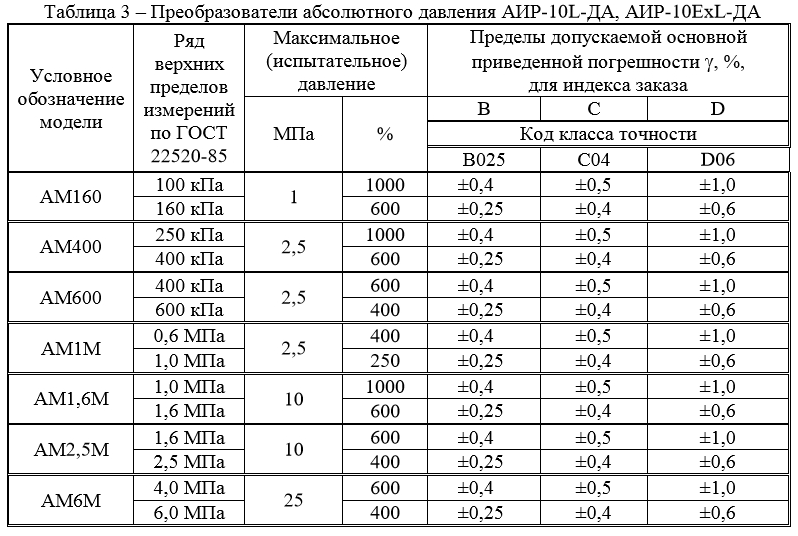 Таблица 3 – Преобразователи абсолютного давления АИР-10L-ДА, АИР-10ExL-ДА
Условное обозначение модели
Ряд верхних пределов измерений по ГОСТ 22520-85
Максимальное (испытательное) давление
Пределы допускаемой основной приведенной погрешности γ, %, для индекса заказа
МПа % B C D
Код класса точности
B025 C04 D06
АМ160 100 кПа 1 1000 ±0,4 ±0,5 ±1,0
160 кПа 600 ±0,25 ±0,4 ±0,6
АМ400 250 кПа 2,5 1000 ±0,4 ±0,5 ±1,0
400 кПа 600 ±0,25 ±0,4 ±0,6
АМ600 400 кПа 2,5 600 ±0,4 ±0,5 ±1,0
600 кПа 400 ±0,25 ±0,4 ±0,6
АМ1М 0,6 МПа 2,5 400 ±0,4 ±0,5 ±1,0
1,0 МПа 250 ±0,25 ±0,4 ±0,6
АМ1,6М 1,0 МПа 10 1000 ±0,4 ±0,5 ±1,0
1,6 МПа 600 ±0,25 ±0,4 ±0,6
АМ2,5М 1,6 МПа 10 600 ±0,4 ±0,5 ±1,0
2,5 МПа 400 ±0,25 ±0,4 ±0,6
АМ6М 4,0 МПа 25 600 ±0,4 ±0,5 ±1,0
6,0 МПа 400 ±0,25 ±0,4 ±0,6